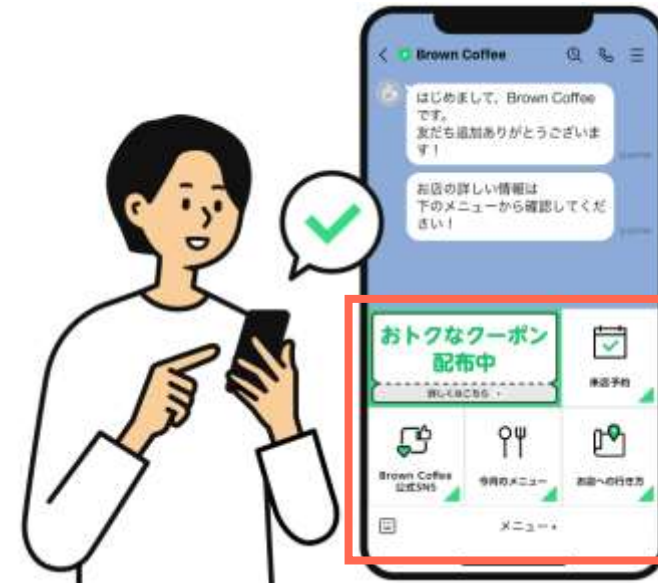 Brown Coffee
はじめまして、Brown Coffee
です。
友だち追加ありがとうございま
す！
お店の詳しい情報は
下のメニューから確認してくだ
さい！
おトクなクーポン
配布中
詳しくはこちら
来店予約
Brown Coffee
公式SNS
今月のメニュー
お店への行き方
メニュー